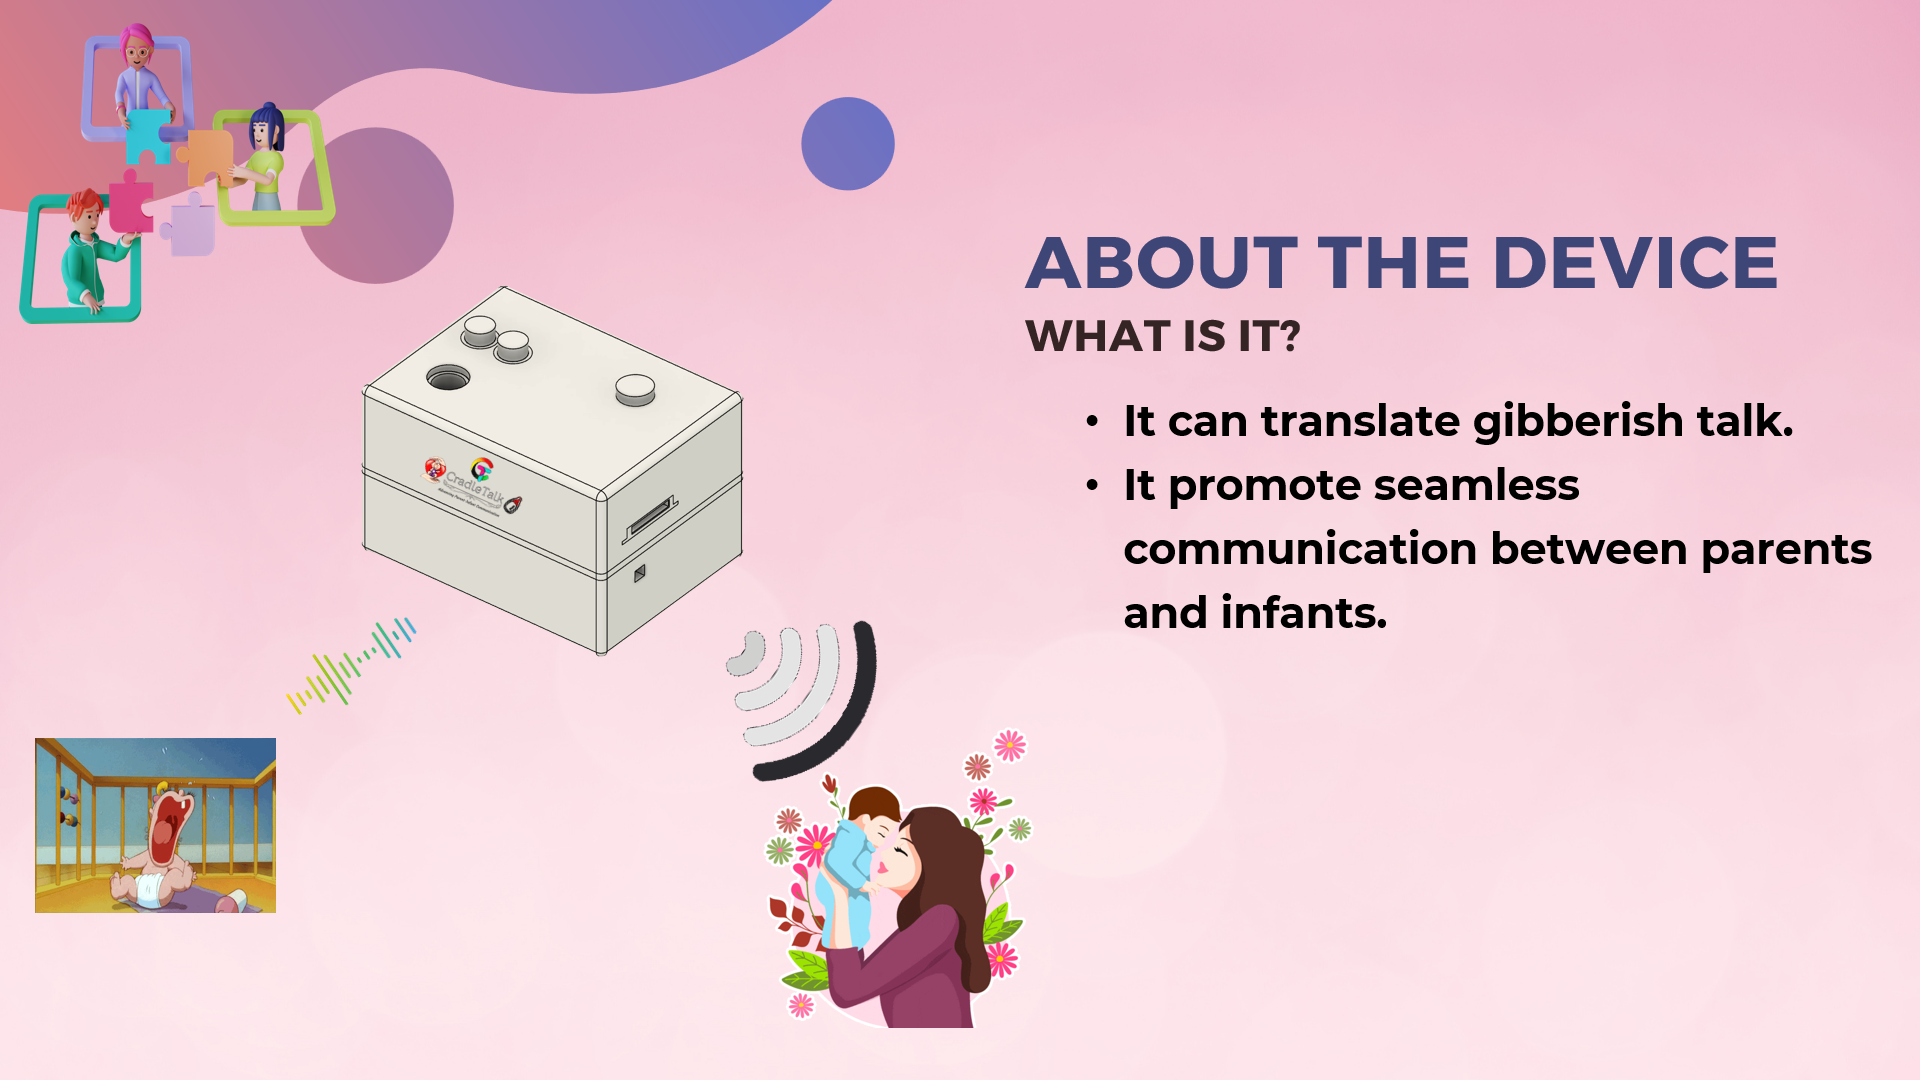 ABOUT THE DEVICE
WHAT IS IT?
• It can translate gibberish talk.
• It promote seamless
communication between parents
and infants.
CradleTalk